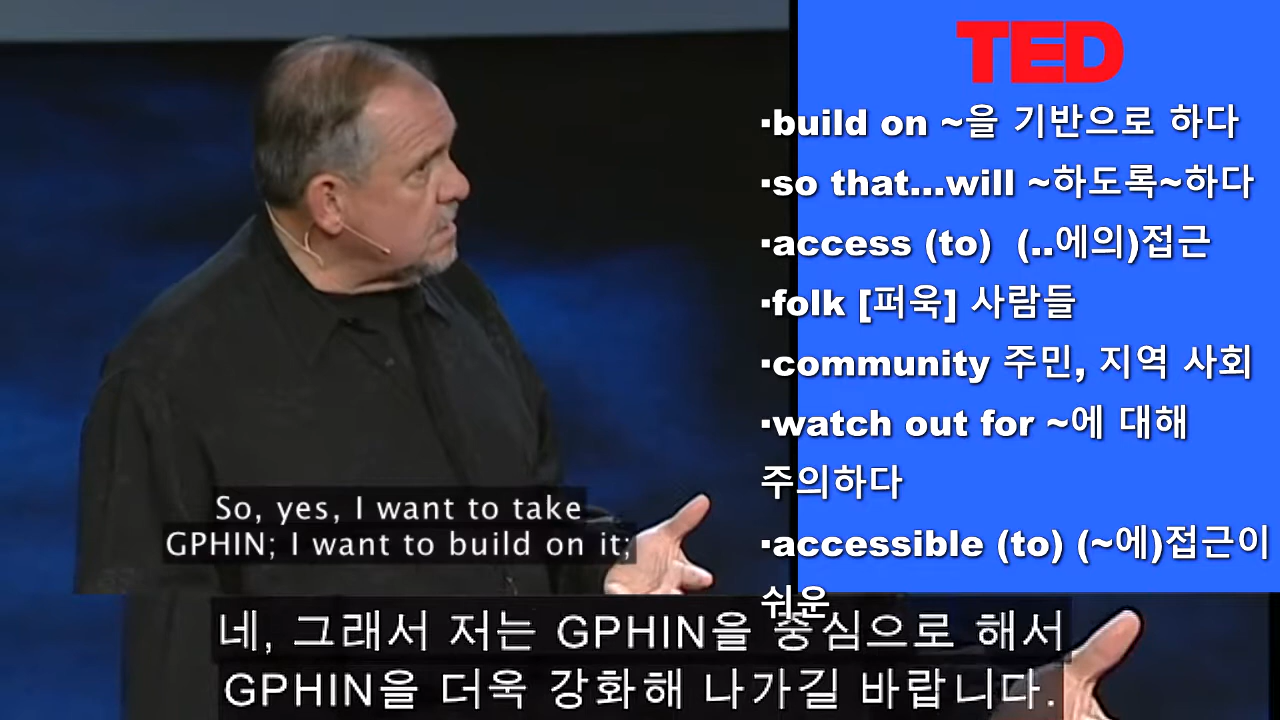 TED
▪build on ~을 기반으로 하다
▪so that...will ~하도록~하다
▪access (to) (..에의)접근
▪folk [퍼욱] 사람들
▪community 주민, 지역 사회
▪watch out for ~에 대해
주의하다
▪accessible (to) (~에)접근이
쉬운
So, yes, I want to take
GPHIN; I want to build on it;
네, 그래서 저는 GPHIN을 중심으로 해서
GPHIN을 더욱 강화해 나가길 바랍니다.